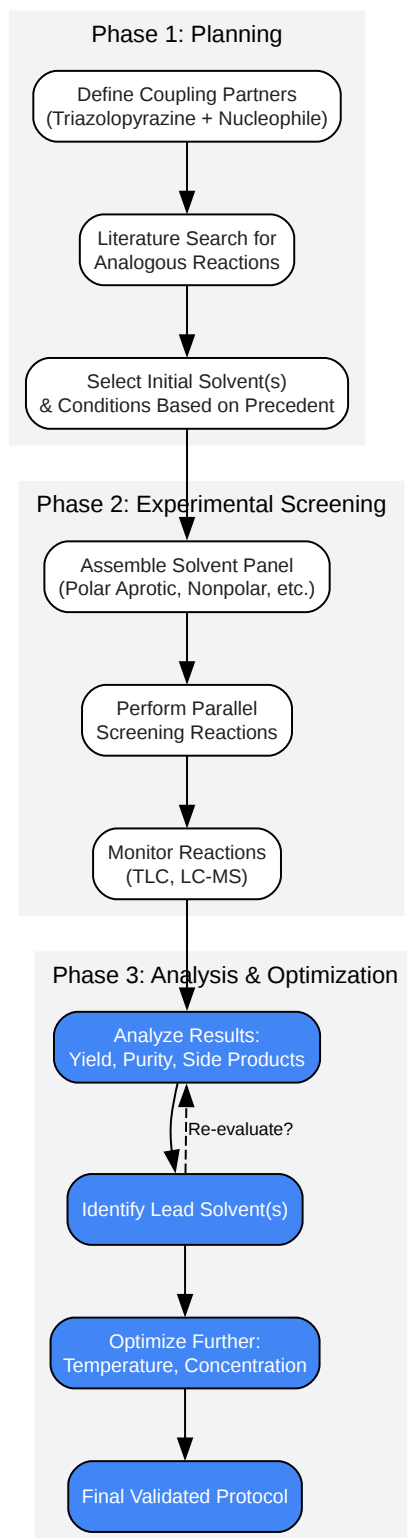 Phase 1: Planning
Define Coupling Partners
(Triazolopyrazine + Nucleophile)
Literature Search for
Analogous Reactions
Select Initial Solvent(s)
& Conditions Based on Precedent
Phase 2: Experimental Screening
Assemble Solvent Panel
(Polar Aprotic, Nonpolar, etc.)
Perform Parallel
Screening Reactions
Monitor Reactions
(TLC, LC-MS)
Phase 3: Analysis & Optimization
Analyze Results:
Yield, Purity, Side Products
Re-evaluate?
Identify Lead Solvent(s)
Optimize Further:
Temperature, Concentration
Final Validated Protocol